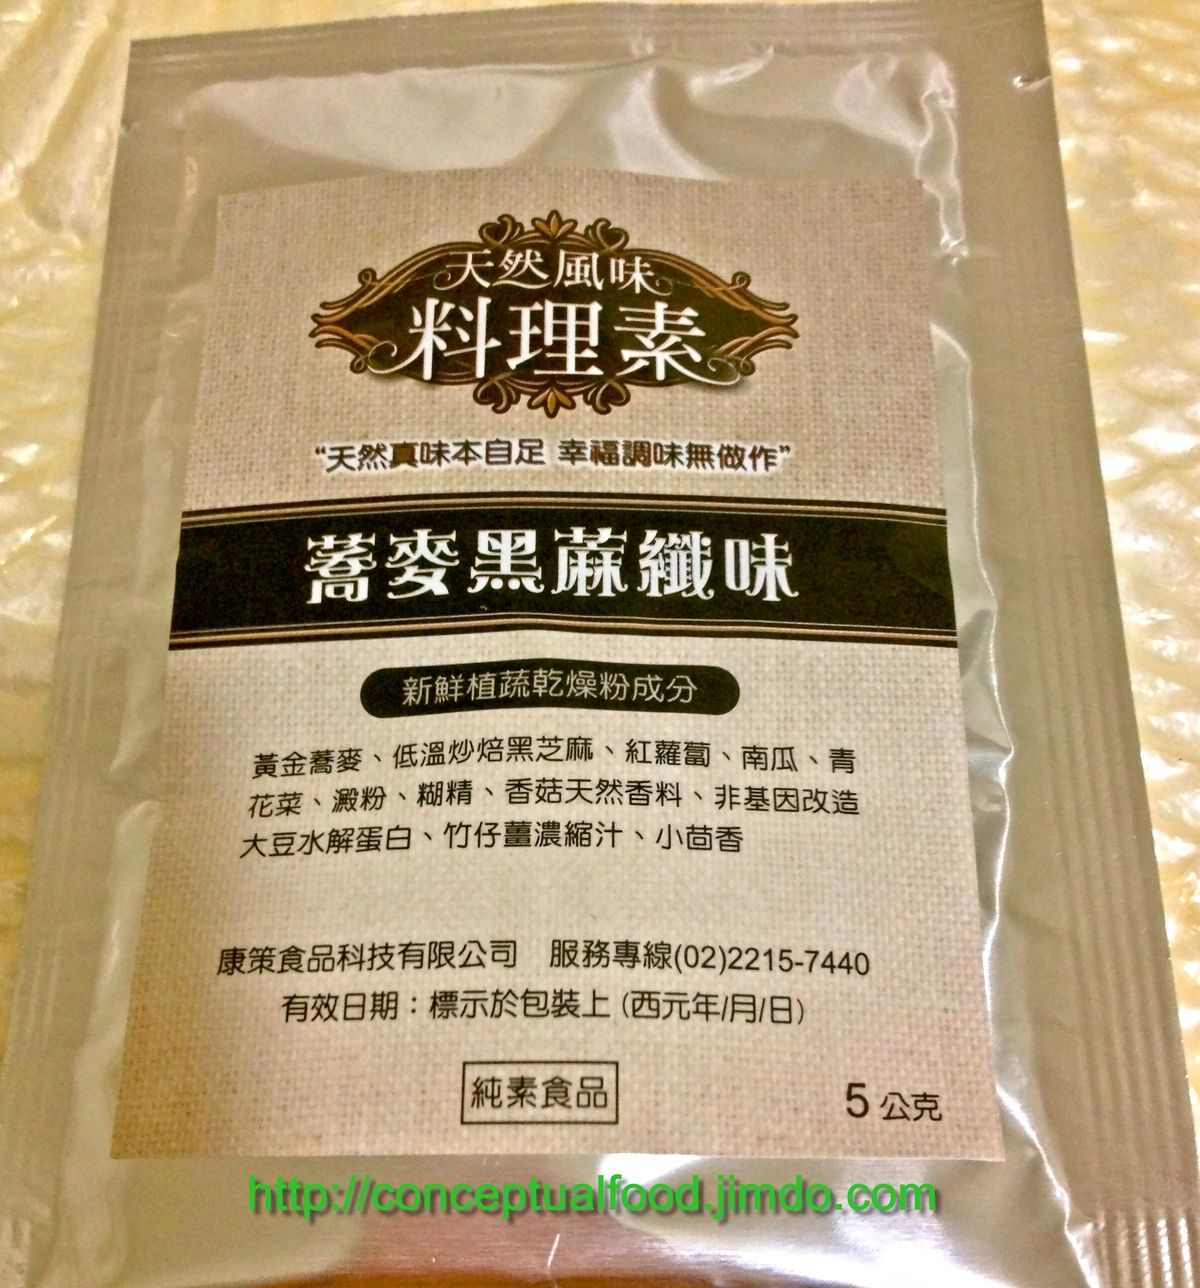 天然風味
料理素
“天然真味本自足 幸福調味無做作”
蕎麥黑蔴纖味
新鮮植蔬乾燥粉成分
黃金蕎麥、低溫炒焙黑芝麻、紅蘿蔔、南瓜、青
花菜、澱粉、糊精、香菇天然香料、非基因改造
大豆水解蛋白、竹仔薑濃縮汁、小茴香
康策食品科技有限公司 服務專線(02)2215-7440
有效日期：標示於包裝上 (西元年/月/日)
純素食品
5 公克
http://conceptualfood.jimdo.com